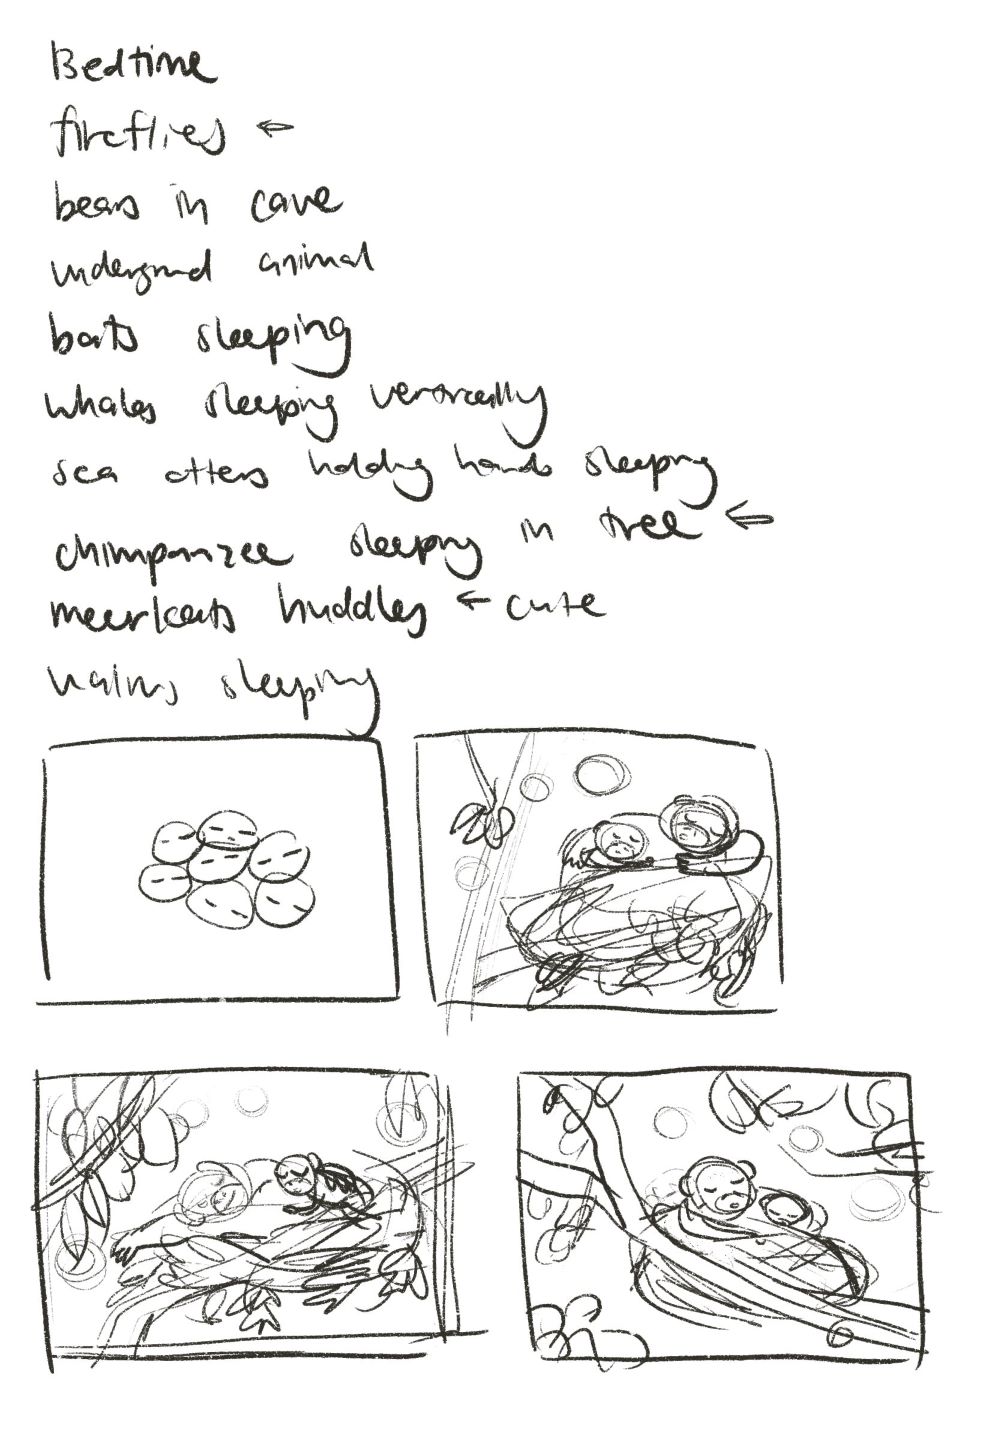 Bedtime
fireflies ←
bears in cave
underground animal
bats sleeping
whales sleeping vertically
sea otters holding hands sleeping
chimpanzee sleeping in tree ←
meerkats huddles ← cute
sleeping